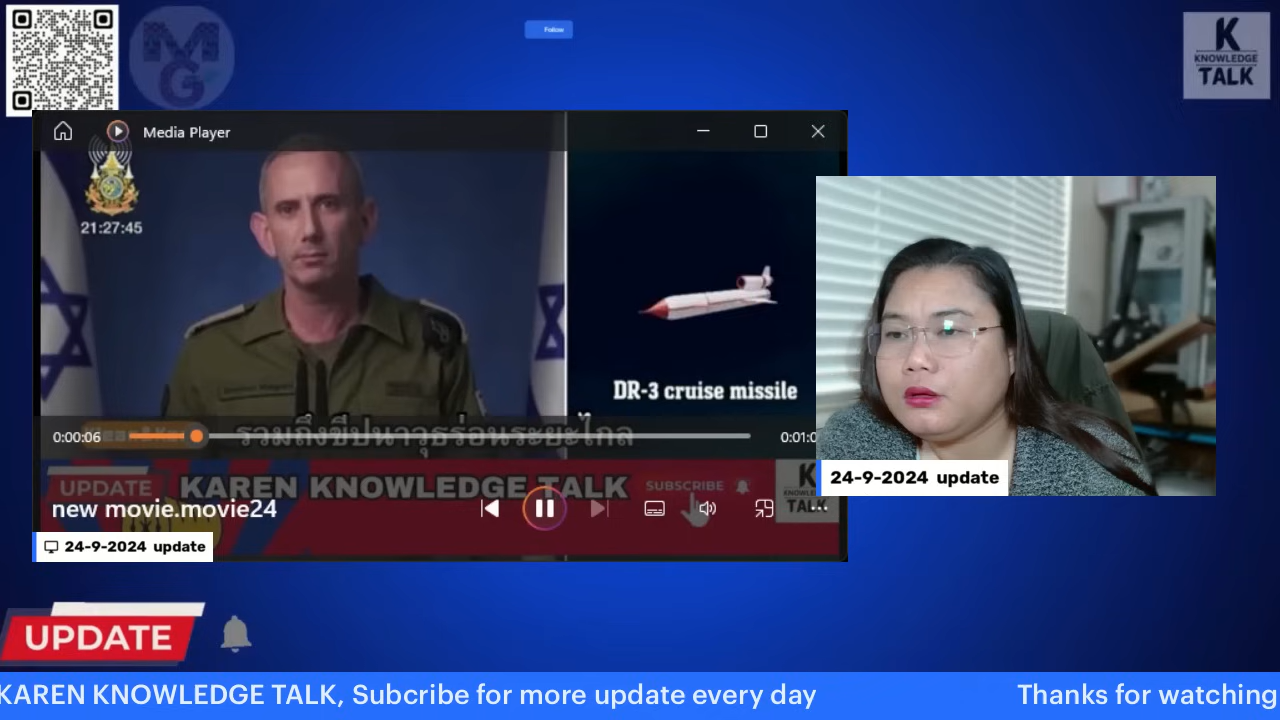 MG
Follow
K
KNOWLEDGE
TALK
Media Player
21:27:45
DR-3 cruise missile
0:00:06
รวมถึงขีปนาวุธร่อนระยะไกล
UPDATE
KAREN KNOWLEDGE TALK
SUBSCRIBE
K
TALK
new movie.movie24
24-9-2024 update
24-9-2024 update
UPDATE
KAREN KNOWLEDGE TALK, Subcribe for more update every day
Thanks for watching